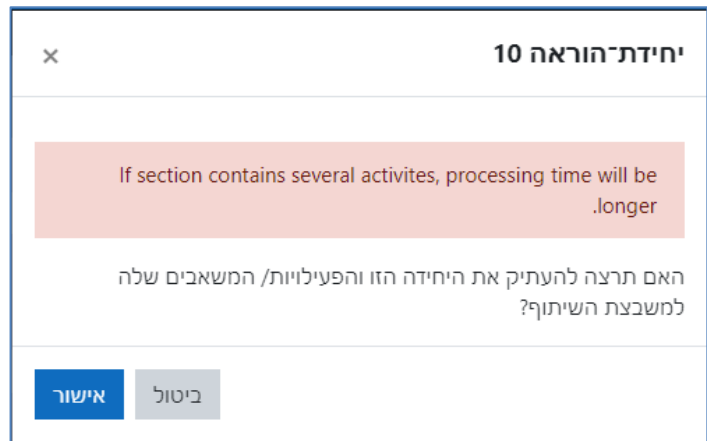 יחידת־הוראה 10
×
If section contains several activites, processing time will be
.longer
האם תרצה להעתיק את היחידה הזו והפעילויות/ המשאבים שלה
למשבצת השיתוף?
ביטול
אישור